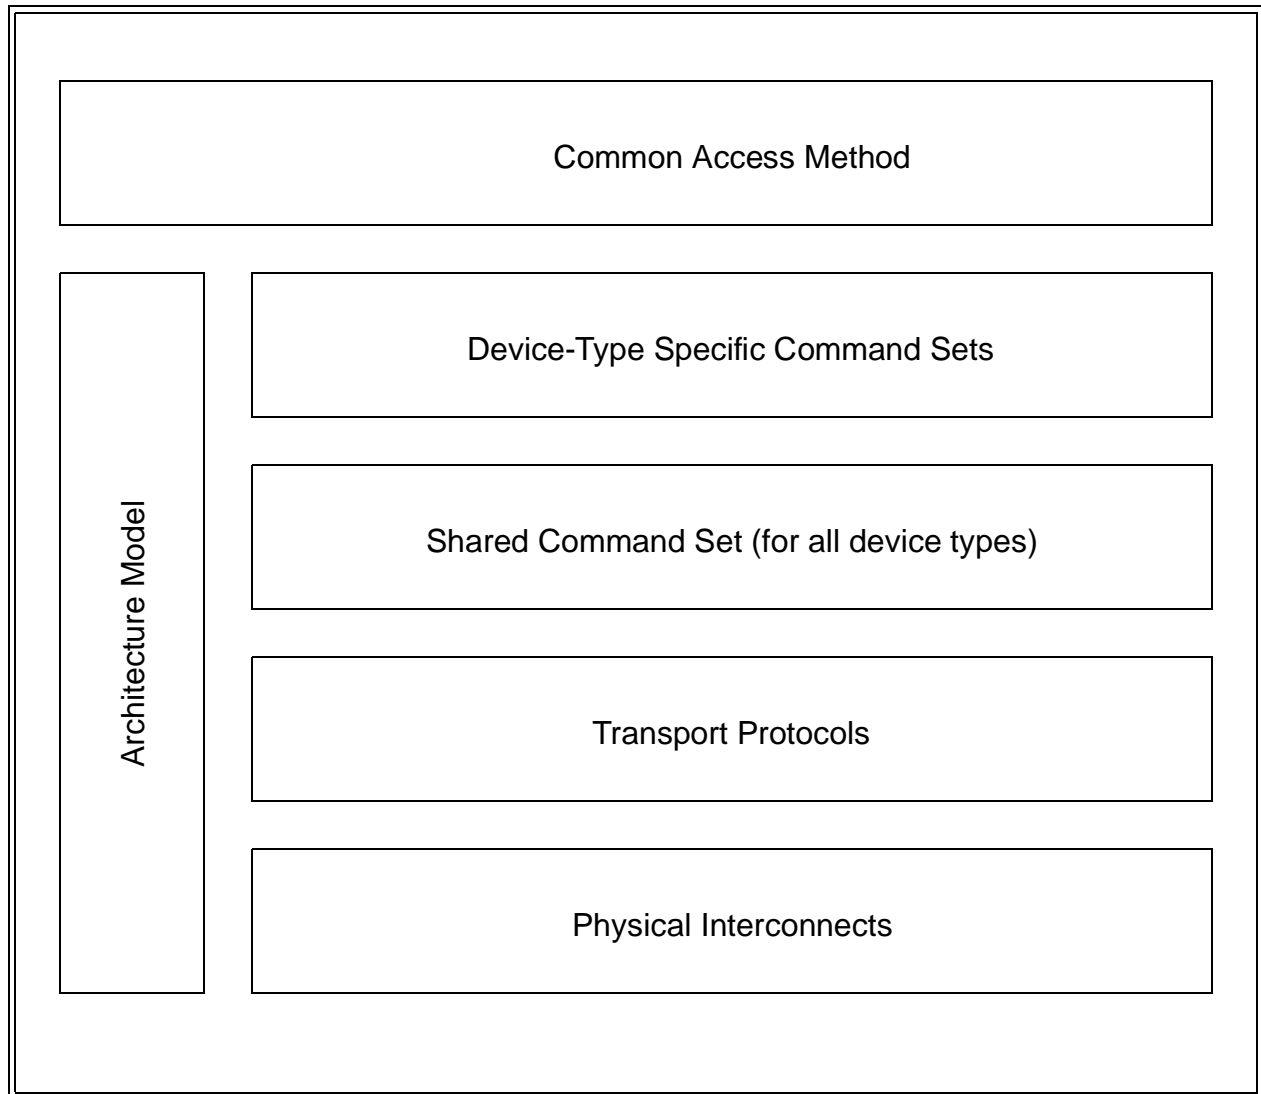 Common Access Method
Device-Type Specific Command Sets
Shared Command Set (for all device types)
Architecture Model
Transport Protocols
Physical Interconnects